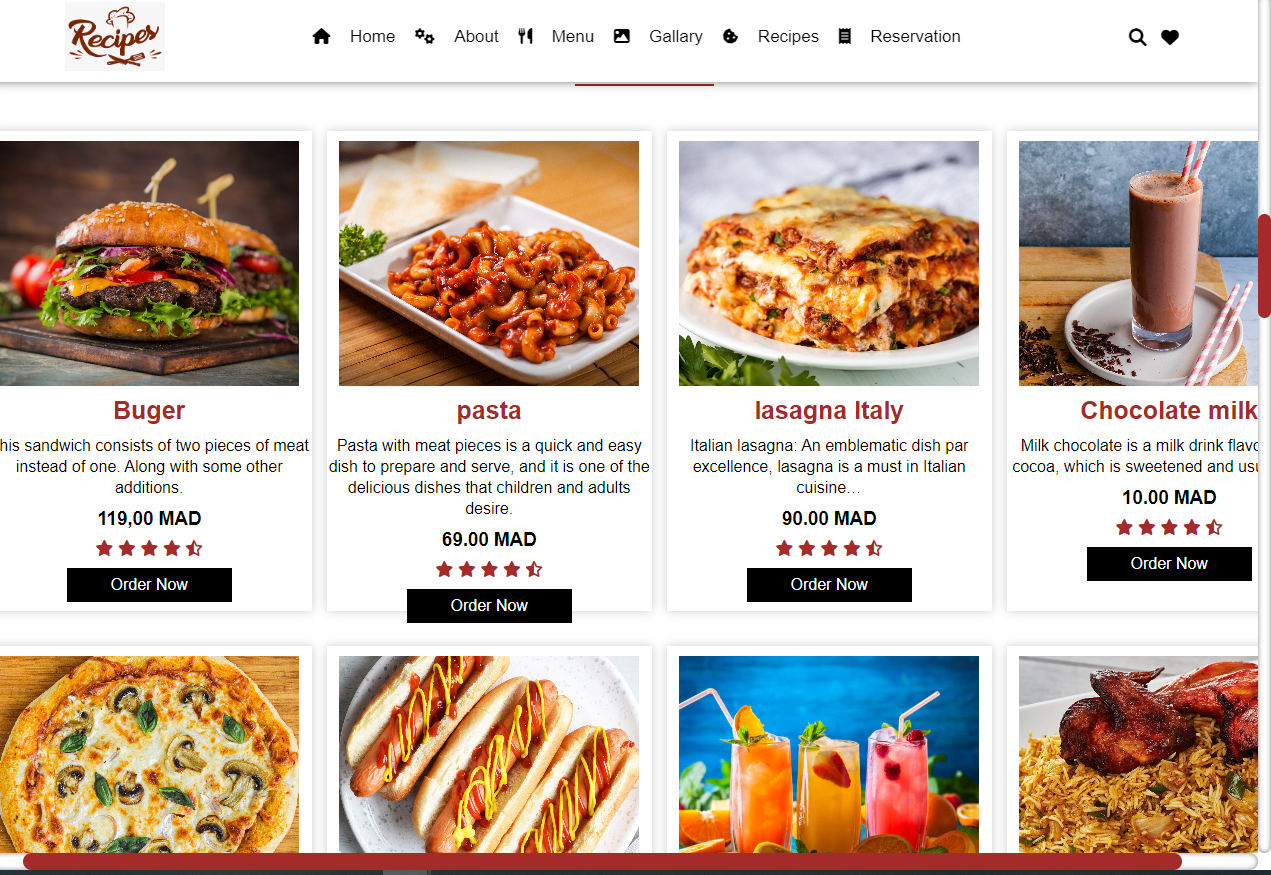 Recipes
Home About Menu Gallary Recipes Reservation
Buger
his sandwich consists of two pieces of meat
instead of one. Along with some other
additions.
119,00 MAD
Order Now
pasta
Pasta with meat pieces is a quick and easy
dish to prepare and serve, and it is one of the
delicious dishes that children and adults
desire.
69.00 MAD
Order Now
lasagna Italy
Italian lasagna: An emblematic dish par
excellence, lasagna is a must in Italian
cuisine…
90.00 MAD
Order Now
Chocolate milk
Milk chocolate is a milk drink
cocoa, which is sweetened and
10.00 MAD
Order Now